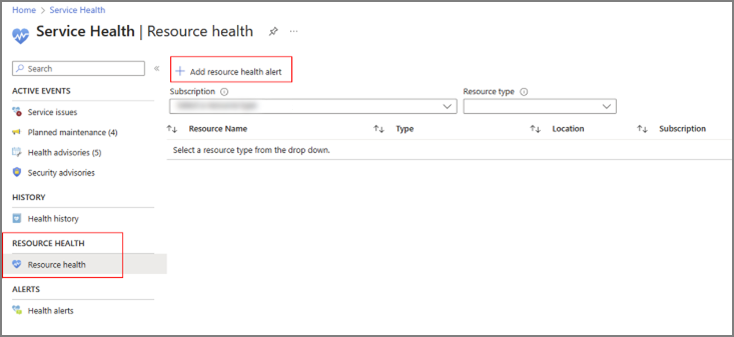 Home > Service Health
Service Health | Resource health
Search
+ Add resource health alert
Subscription
Resource type
ACTIVE EVENTS
Service issues
Planned maintenance (4)
Health advisories (5)
Security advisories
HISTORY
Health history
RESOURCE HEALTH
Resource health
ALERTS
Health alerts
Resource Name Type Location Subscription
Select a resource type from the drop down.